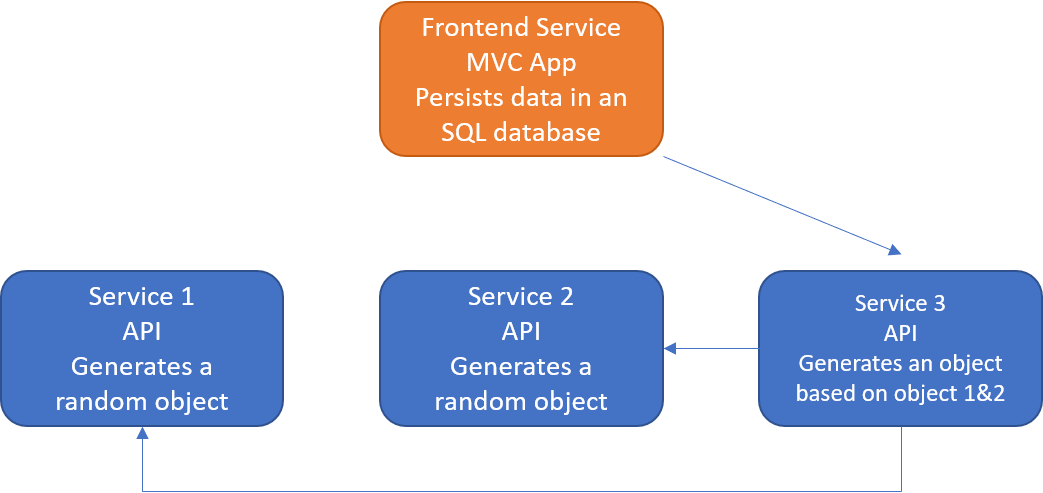 Frontend Service
MVC App
Persists data in an
SQL database
Service 1
API
Generates a
random object
Service 2
API
Generates a
random object
Service 3
API
Generates an object
based on object 1&2